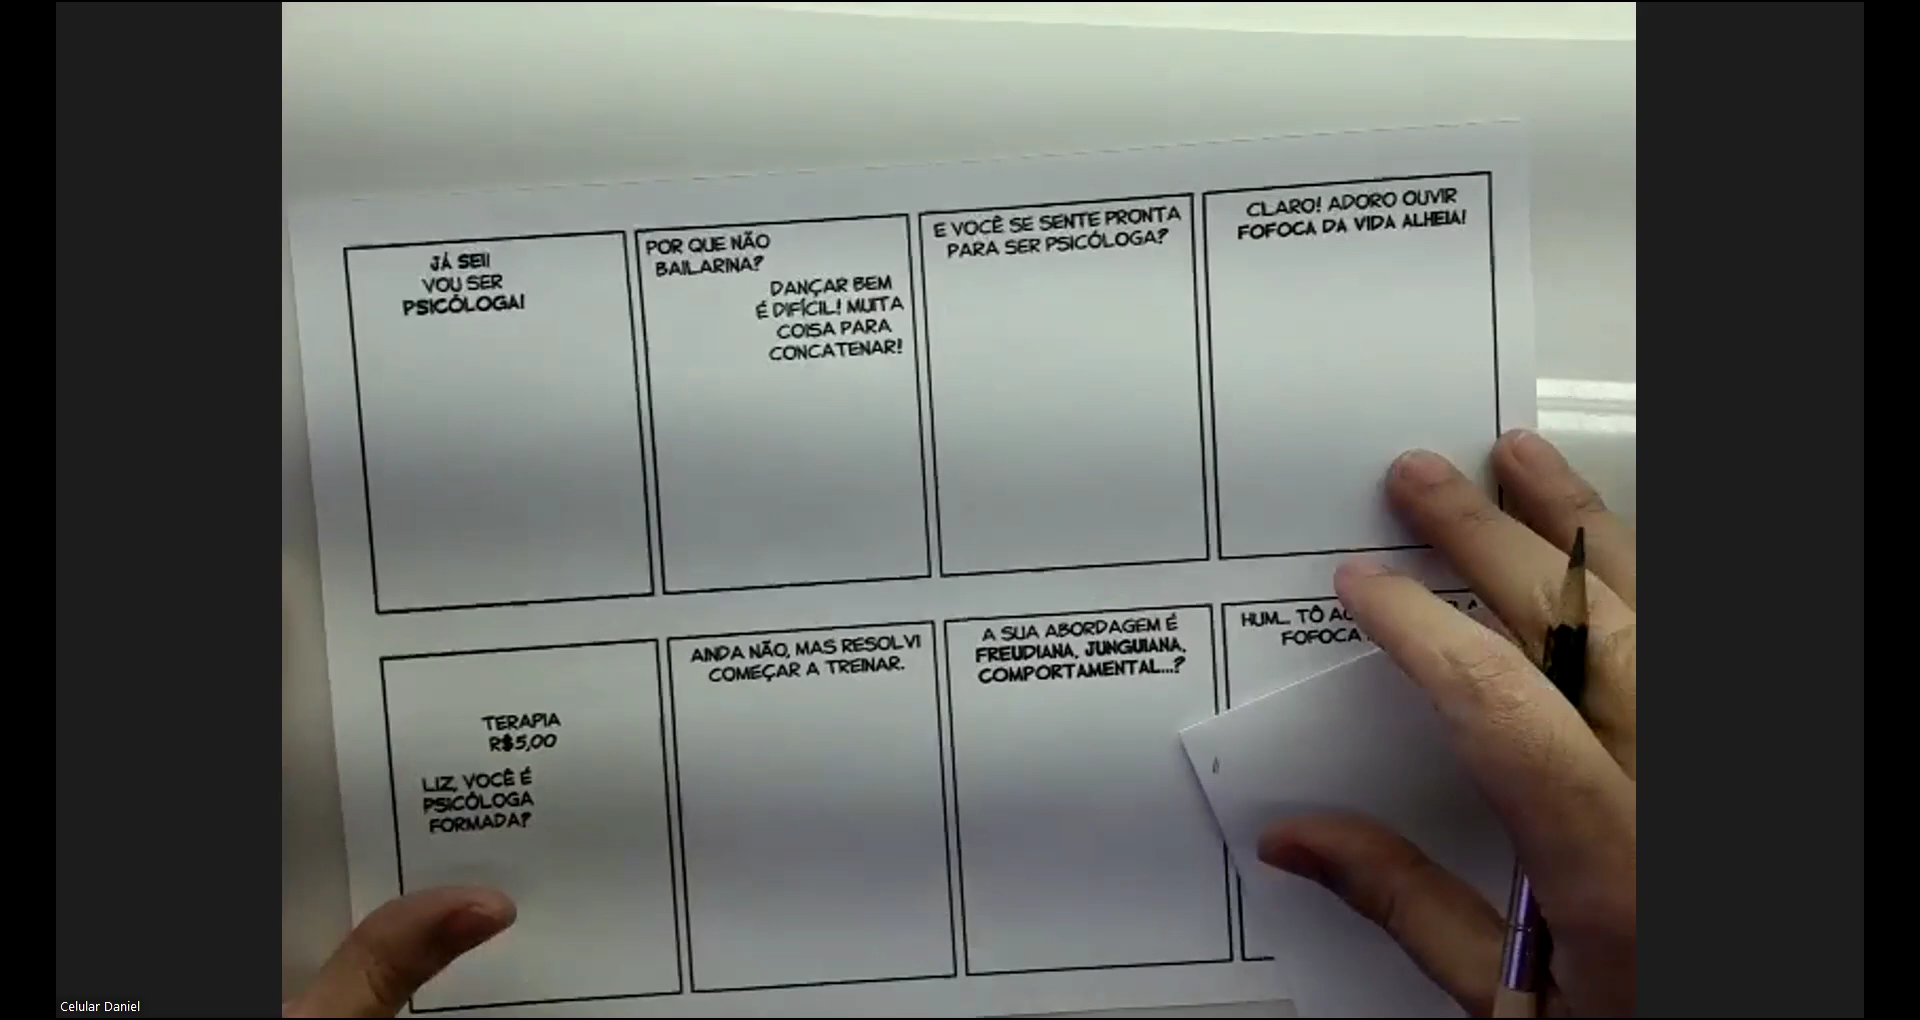 JÁ SEI!
VOU SER
PSICÓLOGA!
POR QUE NÃO
BAILARINA?
DANÇAR BEM
É DIFÍCIL! MUITA
COISA PARA
CONCATENAR!
E VOCÊ SE SENTE PRONTA
PARA SER PSICÓLOGA?
CLARO! ADORO OUVIR
FOFOCA DA VIDA ALHEIA!
TERAPIA
R$5,00
LIZ, VOCÊ É
PSICÓLOGA
FORMADA?
AINDA NÃO, MAS RESOLVI
COMEÇAR A TREINAR.
A SUA ABORDAGEM É
FREUDIANA, JUNGUIANA,
COMPORTAMENTAL...?
HUM... TÔ
FOFOCA
Celular Daniel